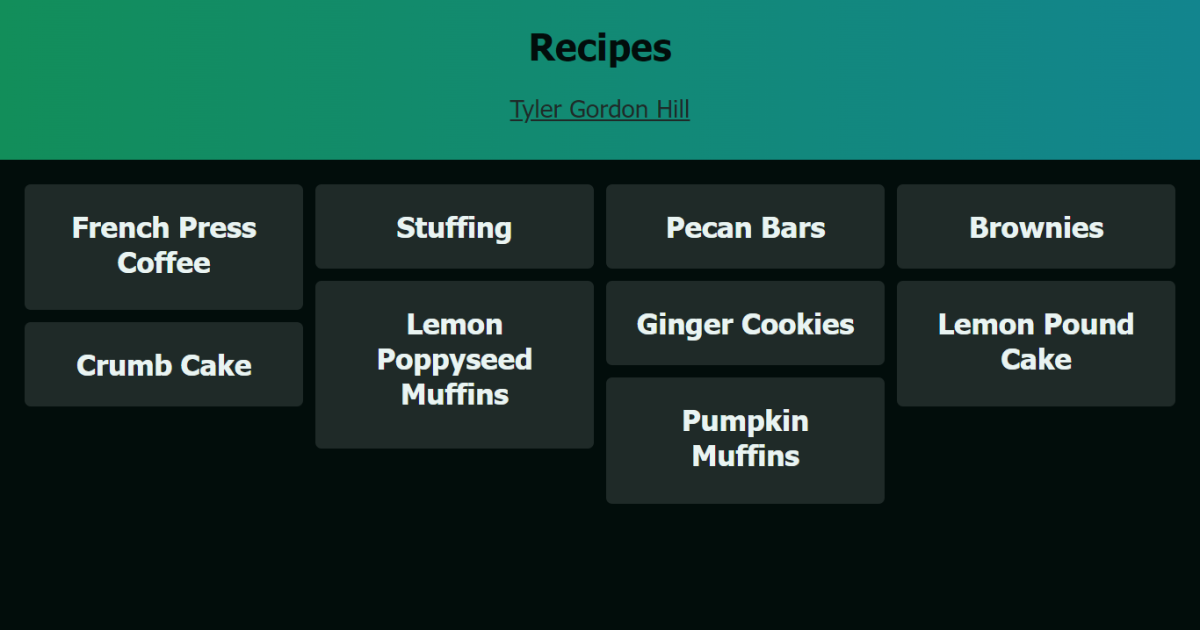 Recipes
Tyler Gordon Hill
French Press
Coffee
Stuffing
Pecan Bars
Brownies
Crumb Cake
Lemon
Poppyseed
Muffins
Ginger Cookies
Lemon Pound
Cake
Pumpkin
Muffins